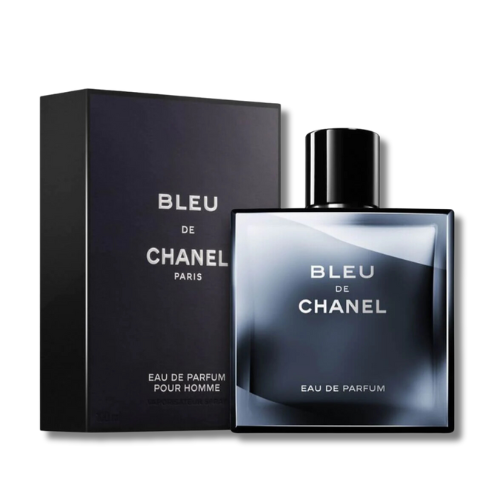 BLEU
DE
CHANEL
PARIS
EAU DE PARFUM
POUR HOMME
BLEU
DE
CHANEL
EAU DE PARFUM